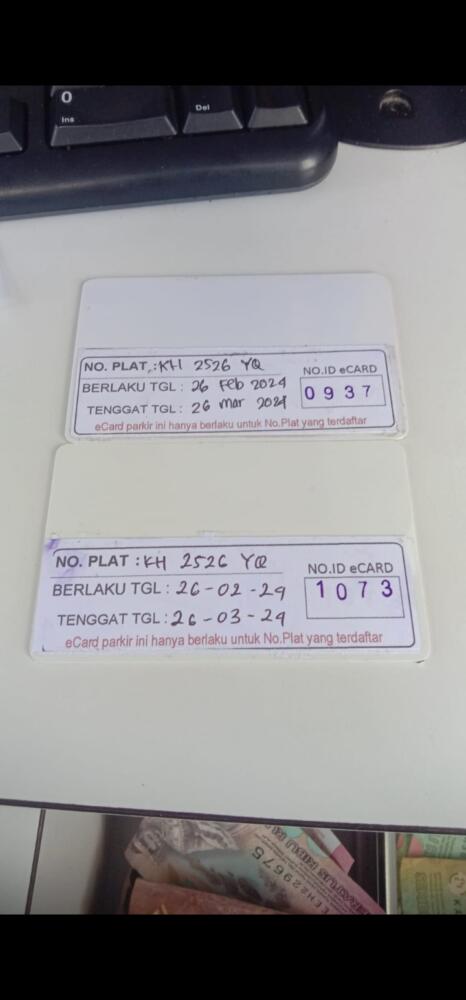 0
Ins
Del
NO. PLAT : KH 2526 YQ
NO.ID eCARD
BERLAKU TGL : 26 Feb 2024
0937
TENGGAT TGL : 26 Mar 2024
eCard parkir ini hanya berlaku untuk No.Plat yang terdaftar
NO. PLAT : KH 2526 YQ
NO.ID eCARD
BERLAKU TGL : 26-02-24
1073
TENGGAT TGL : 26-03-24
eCard parkir ini hanya berlaku untuk No.Plat yang terdaftar